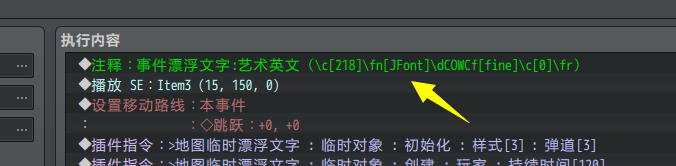 执行内容
◆注释：事件漂浮文字:艺术英文（\c[218]\fn[JFont]\dCOWCf[fine]\c[0]\fr）
◆播放 SE：Item3 (15, 150, 0)
◆设置移动路线：本事件
：　　　　　　：◇跳跃：+0, +0
◆插件指令：>地图临时漂浮文字 : 临时对象 : 初始化 : 样式[3] : 弹道[3]
◆插件指令：>地图临时漂浮文字 : 临时对象 : 创建 : 玩家 : 持续时间[120]